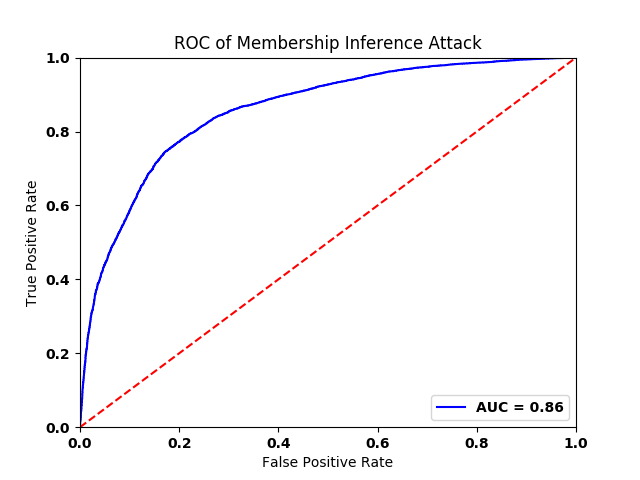 ROC of Membership Inference Attack
1.0
0.8
0.6
0.4
0.2
0.0
True Positive Rate
AUC = 0.86
0.0 0.2 0.4 0.6 0.8 1.0
False Positive Rate